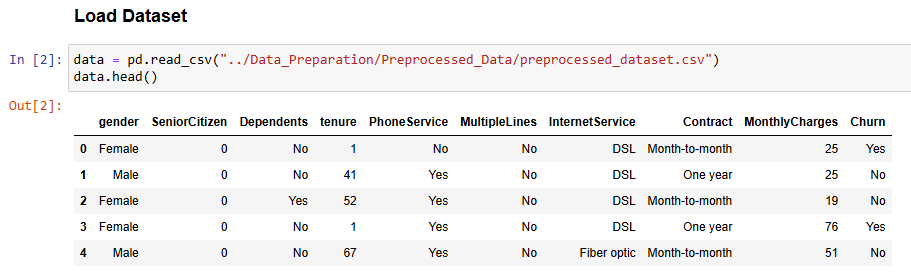 Load Dataset
In [2]: data = pd.read_csv("../Data_Preparation/Preprocessed_Data/preprocessed_dataset.csv")
data.head()
Out[2]:
gender SeniorCitizen Dependents tenure PhoneService MultipleLines InternetService Contract MonthlyCharges Churn
0 Female 0 No 1 No No DSL Month-to-month 25 Yes
1 Male 0 No 41 Yes No DSL One year 25 No
2 Female 0 Yes 52 Yes No DSL Month-to-month 19 No
3 Female 0 No 1 Yes No DSL One year 76 Yes
4 Male 0 No 67 Yes No Fiber optic Month-to-month 51 No